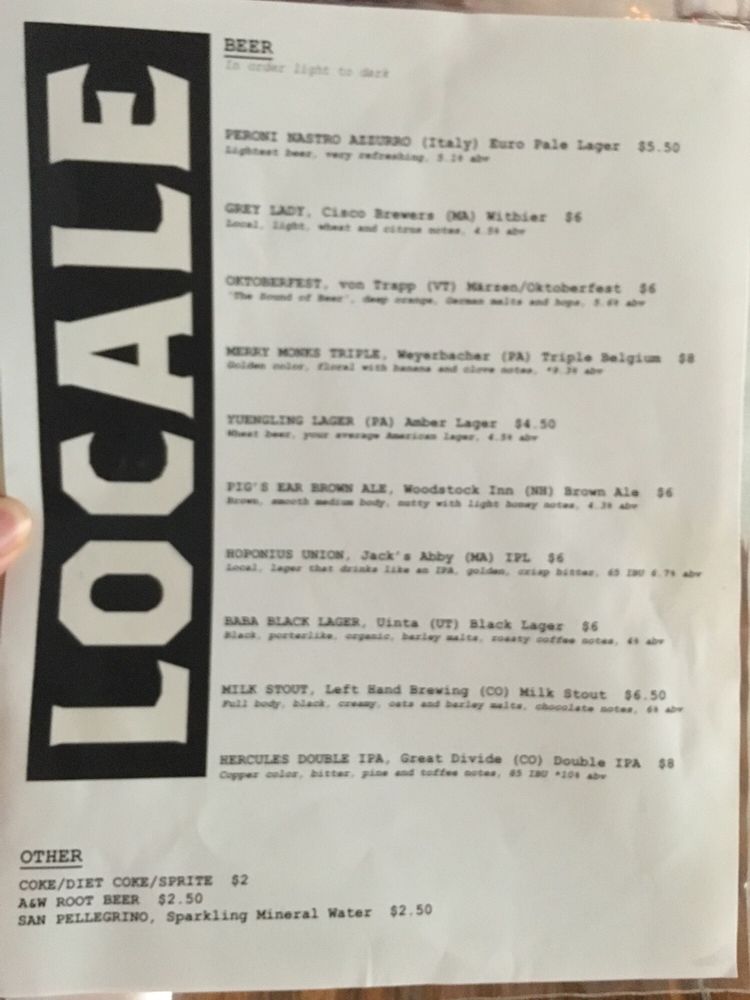 LOCALE
BEER
In order light to dark
PERONI NASTRO AZZURRO (Italy) Euro Pale Lager $5.50
Lightest beer, very refreshing, 5.1% abv
GREY LADY, Cisco Brewers (MA) Witbier $6
Local, light, wheat and citrus notes, 4.5% abv
OKTOBERFEST, von Trapp (VT) Märzen/Oktoberfest $6
'The Sound of Beer', deep orange, German malts and hops, 5.6% abv
MERRY MONKS TRIPLE, Weyerbacher (PA) Triple Belgium $8
Golden color, floral with banana and clove notes, *9.3% abv
YUENGLING LAGER (PA) Amber Lager $4.50
Wheat beer, your average American lager, 4.5% abv
PIG'S EAR BROWN ALE, Woodstock Inn (NH) Brown Ale $6
Brown, smooth medium body, nutty with light honey notes, 4.3% abv
HOPONIUS UNION, Jack's Abby (MA) IPL $6
Local, lager that drinks like an IPA, golden, crisp bitter, 65 IBU 6.7% abv
BABA BLACK LAGER, Uinta (UT) Black Lager $6
Black, porterlike, organic, barley malts, roasty coffee notes, 4% abv
MILK STOUT, Left Hand Brewing (CO) Milk Stout $6.50
Full body, black, creamy, oats and barley malts, chocolate notes, 6% abv
HERCULES DOUBLE IPA, Great Divide (CO) Double IPA $8
Copper color, bitter, pine and toffee notes, 85 IBU *10% abv
OTHER
COKE/DIET COKE/SPRITE $2
A&W ROOT BEER $2.50
SAN PELLEGRINO, Sparkling Mineral Water $2.50